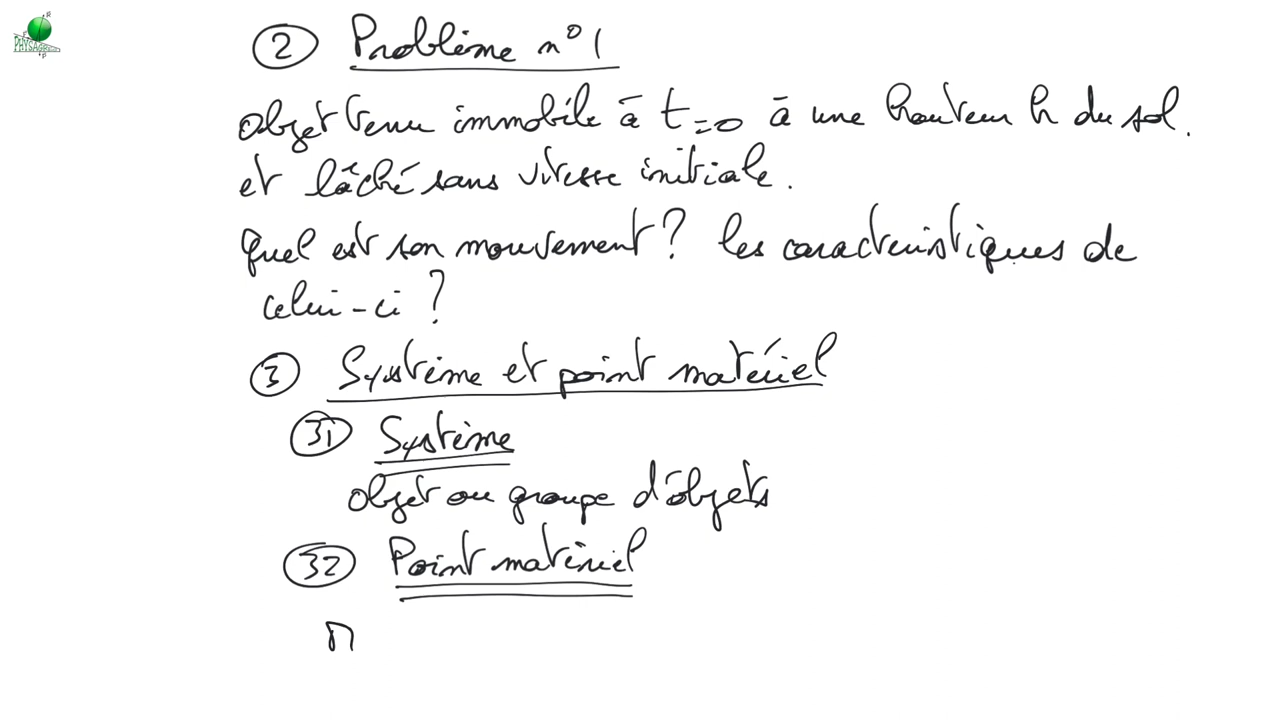 ② Problème n°1
objet tenu immobile à t=0 à une hauteur h du sol.
et lâché sans vitesse initiale.
Quel est son mouvement ? les caractéristiques de
celui-ci ?
③ Système et point matériel
31 Système
objet ou groupe d'objets
32 Point matériel